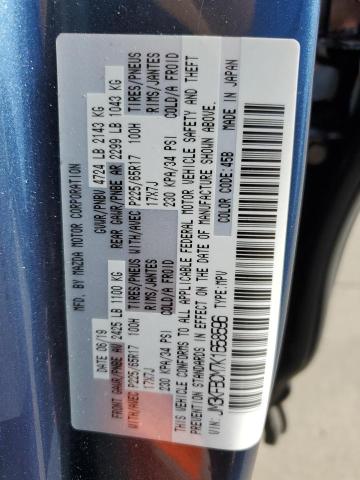 MFD. BY MAZDA MOTOR CORPORATION
DATE 06/19 GVWR/PNBV 4724 LB 2143 KG
FRONT GAWR/PNBE AV 2425 LB 1100 KG REAR GAWR/PNBE AR 2299 LB 1043 KG
TIRES/PNEUS TIRES/PNEUS
WITH/AVEC P225/65R17 100H WITH/AVEC P225/65R17 100H
RIMS/JANTES RIMS/JANTES
17X7J 17X7J
COLD/A FROID COLD/A FROID
230 KPA/34 PSI 230 KPA/34 PSI
THIS VEHICLE CONFORMS TO ALL APPLICABLE FEDERAL MOTOR VEHICLE SAFETY AND THEFT
PREVENTION STANDARDS IN EFFECT ON THE DATE OF MANUFACTURE SHOWN ABOVE.
COLOR CODE: 45B MADE IN JAPAN
VIN: TYPE: MPV